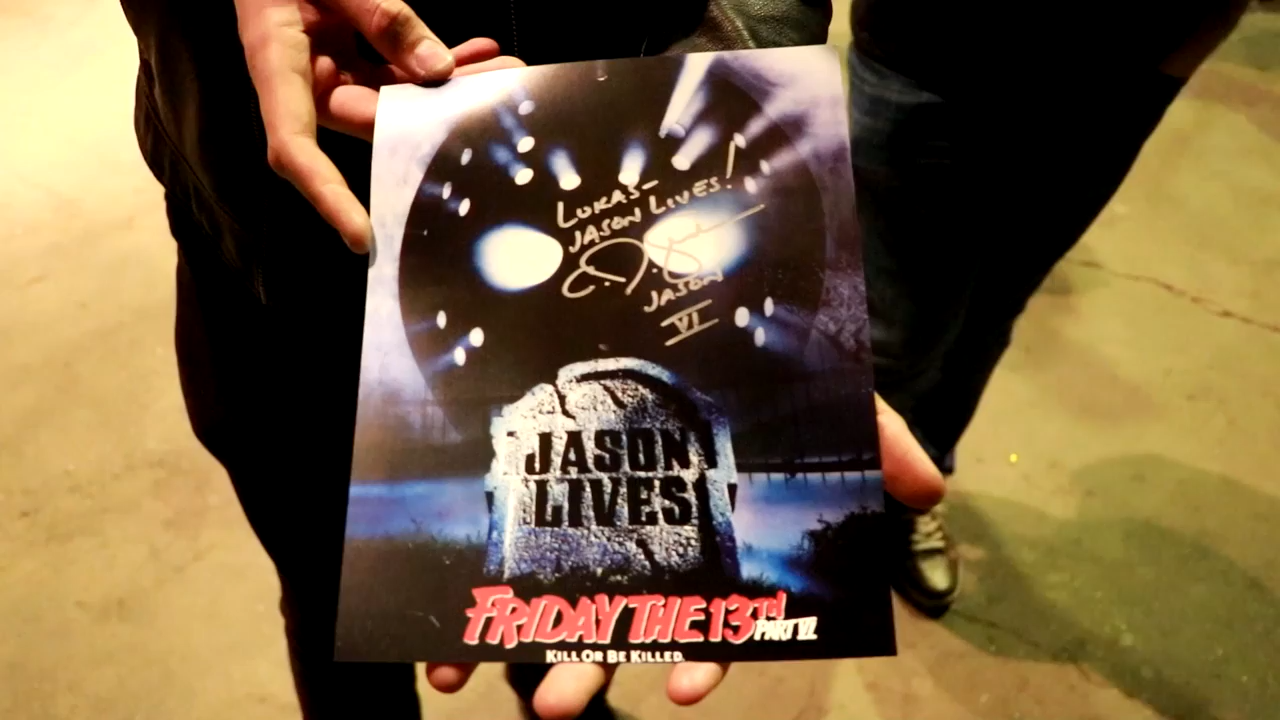 LUKAS-
JASON LIVES!
JASON
VI
JASON
LIVES
FRIDAY THE 13TH
PART VI
KILL OR BE KILLED.